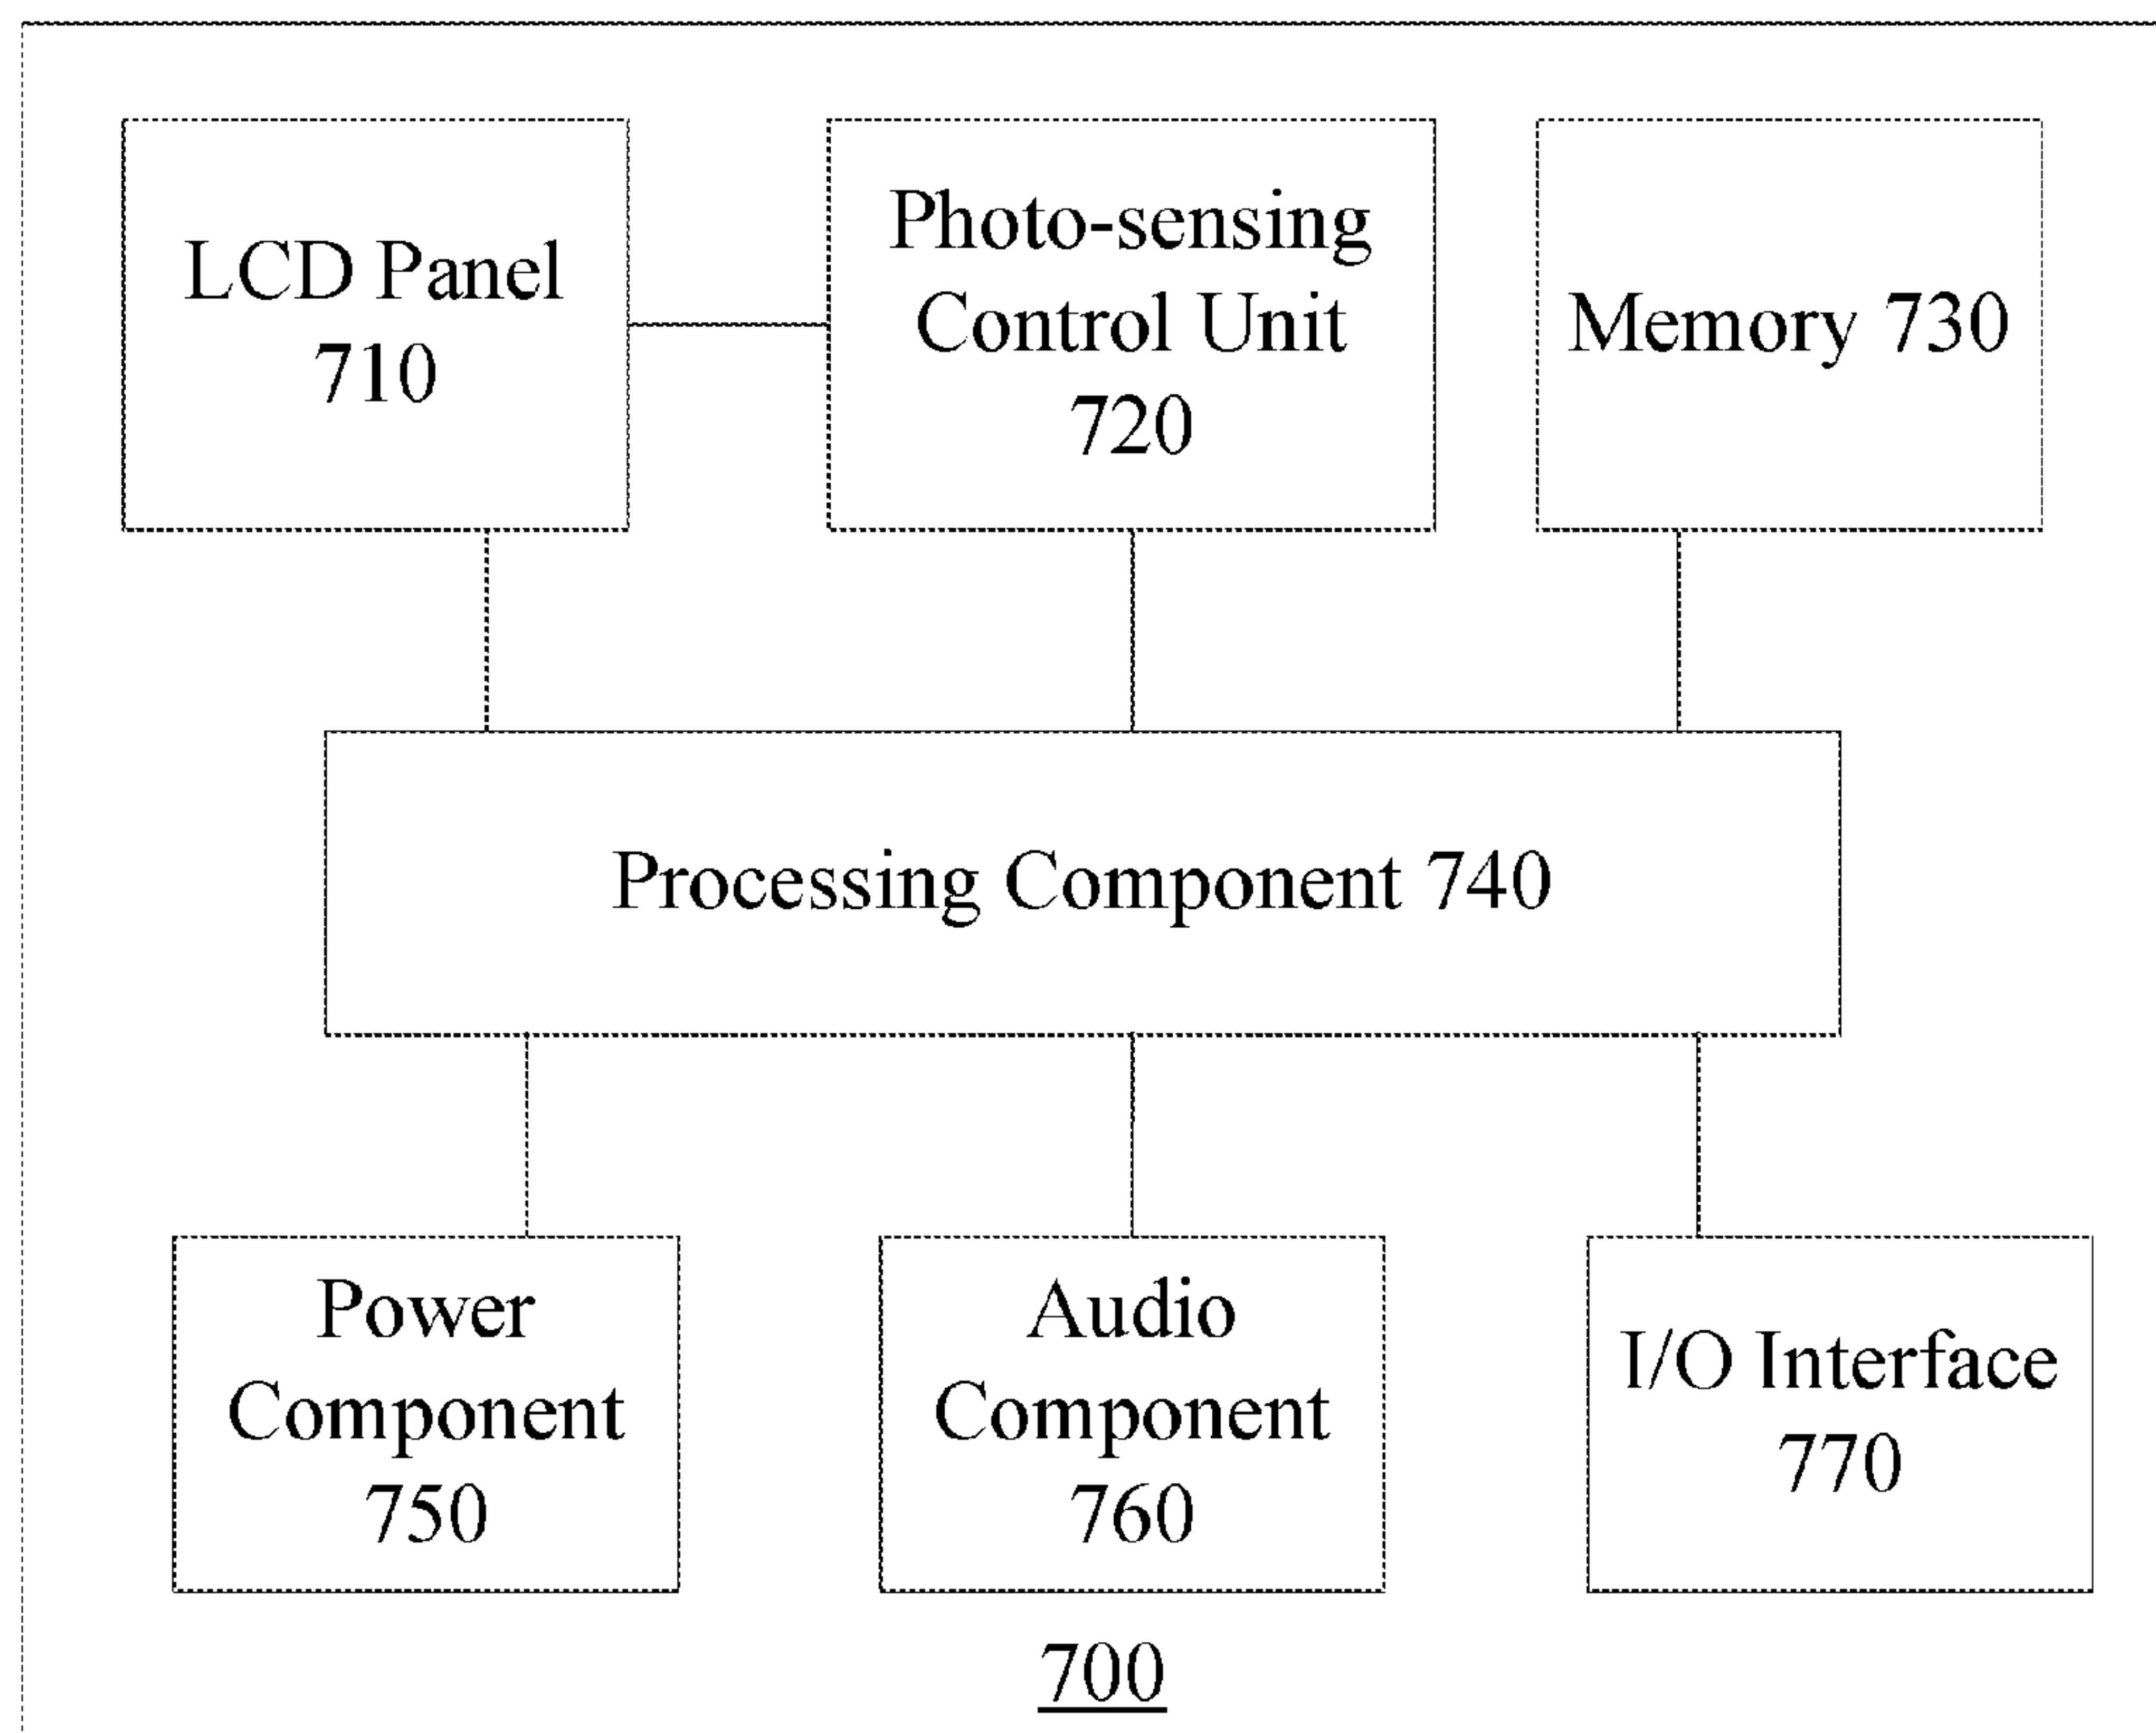 LCD Panel
710
Photo-sensing
Control Unit
720
Memory 730
Processing Component 740
Power
Component
750
Audio
Component
760
I/O Interface
770
700